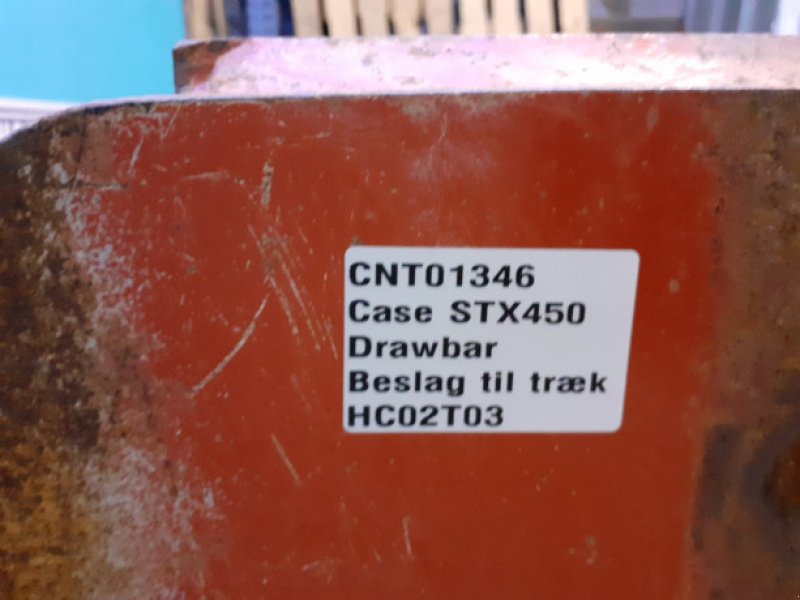 CNT01346
Case STX450
Drawbar
Beslag til træk
HC02T03